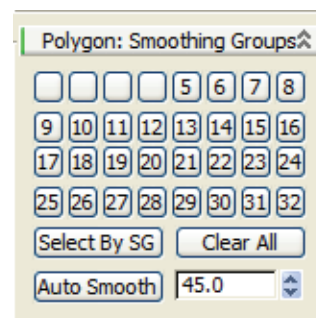 Polygon: Smoothing Groups
5 6 7 8
9 10 11 12 13 14 15 16
17 18 19 20 21 22 23 24
25 26 27 28 29 30 31 32
Select By SG Clear All
Auto Smooth 45.0